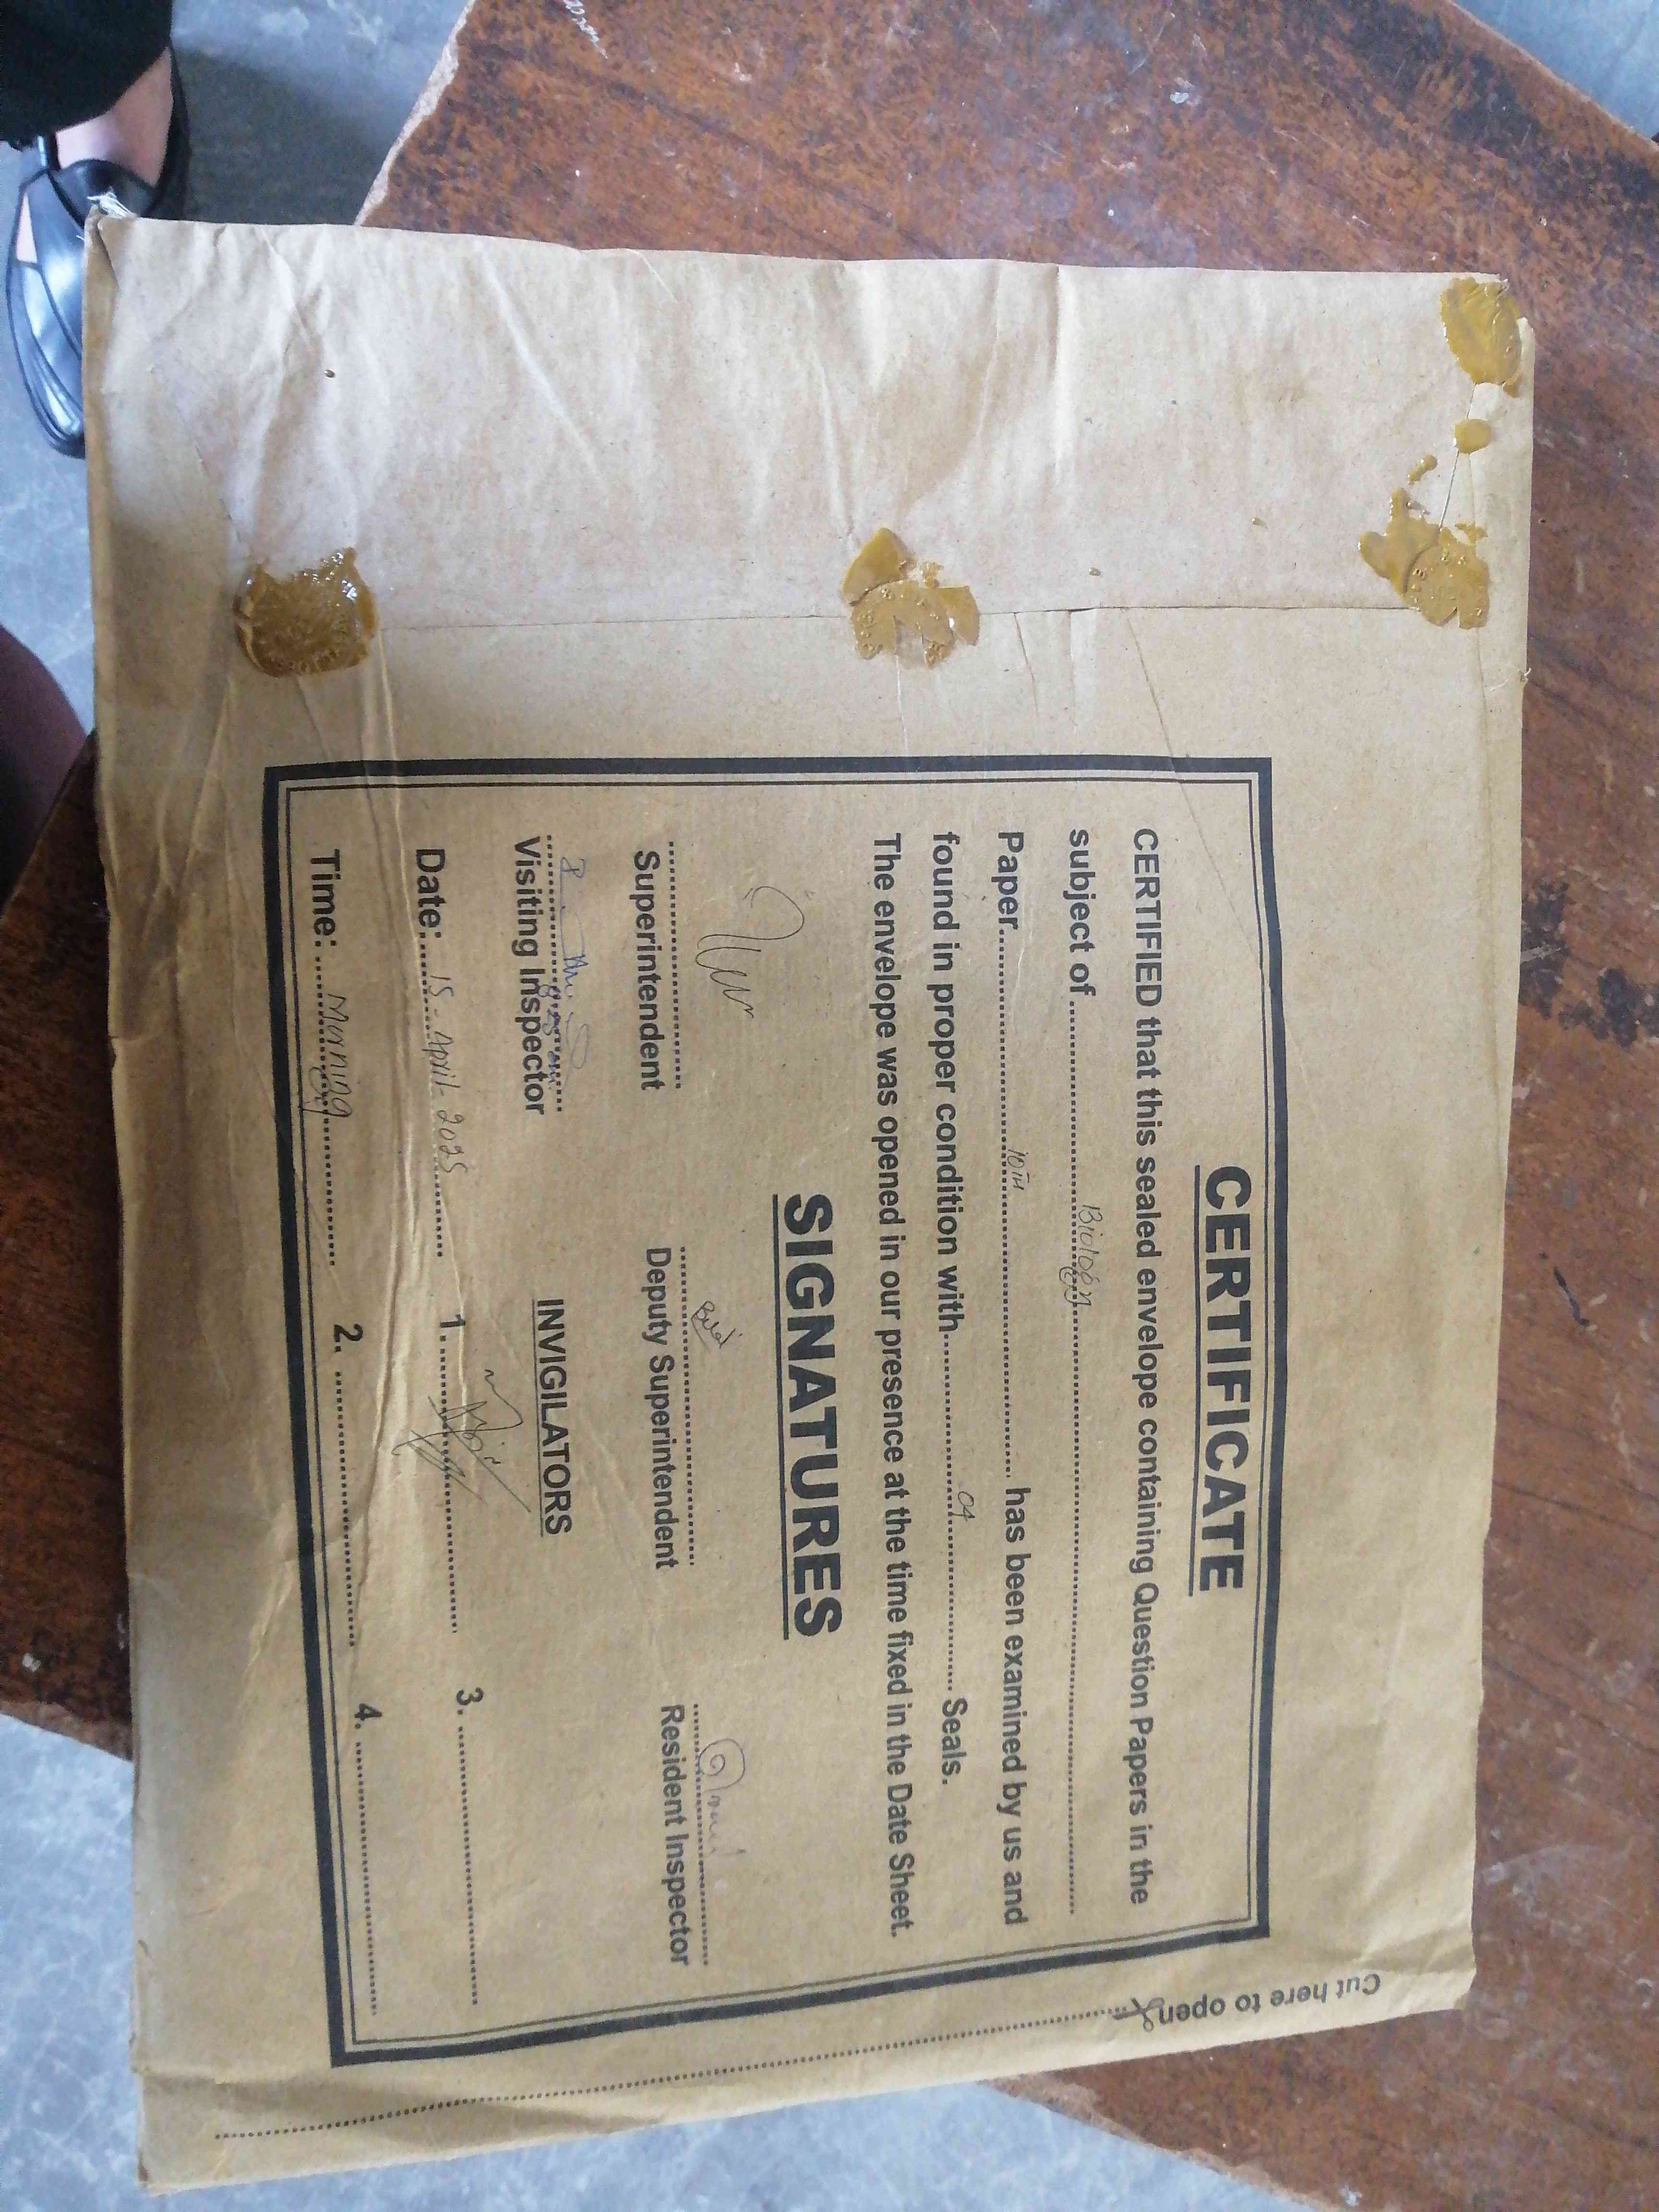 CERTIFICATE
CERTIFIED that this sealed envelope containing Question Papers in the
subject of ........ Biology ........
Paper........ 10TH ........ has been examined by us and
found in proper condition with........ 04 ........ Seals.
The envelope was opened in our presence at the time fixed in the Date Sheet.
SIGNATURES
Superintendent Deputy Superintendent Resident Inspector
Visiting Inspector INVIGILATORS
Date: 15 - April - 2025 1. ........ 3. ........
Time: Morning 2. ........ 4. ........
Cut here to open